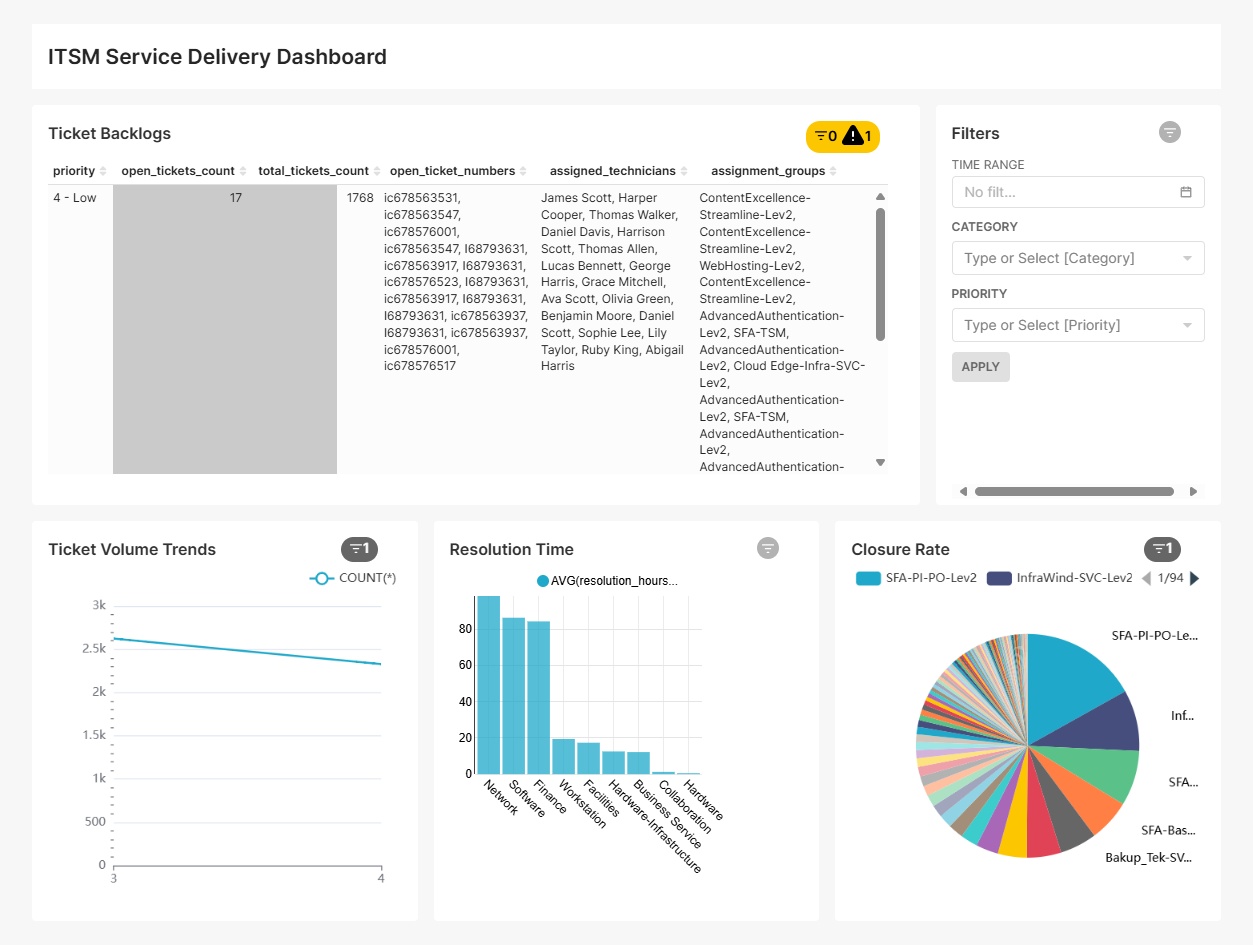 ITSM Service Delivery Dashboard
Ticket Backlogs
0 1
priority open_tickets_count total_tickets_count open_ticket_numbers assigned_technicians assignment_groups
4 - Low
17
1768
ic678563531,
ic678563547,
ic678576001,
ic678563547, I68793631,
ic678563917, I68793631,
ic678576523, I68793631,
ic678563917, I68793631,
I68793631, ic678563937,
I68793631, ic678563937,
ic678576001,
ic678576517
James Scott, Harper
Cooper, Thomas Walker,
Daniel Davis, Harrison
Scott, Thomas Allen,
Lucas Bennett, George
Harris, Grace Mitchell,
Ava Scott, Olivia Green,
Benjamin Moore, Daniel
Scott, Sophie Lee, Lily
Taylor, Ruby King, Abigail
Harris
ContentExcellence-
Streamline-Lev2,
ContentExcellence-
Streamline-Lev2,
WebHosting-Lev2,
ContentExcellence-
Streamline-Lev2,
AdvancedAuthentication-
Lev2, SFA-TSM,
AdvancedAuthentication-
Lev2, Cloud Edge-Infra-SVC-
Lev2,
AdvancedAuthentication-
Lev2, SFA-TSM,
AdvancedAuthentication-
Lev2,
AdvancedAuthentication-
Filters
TIME RANGE
No filt...
CATEGORY
Type or Select [Category]
PRIORITY
Type or Select [Priority]
APPLY
Ticket Volume Trends
1
COUNT(*)
3k
2.5k
2k
1.5k
1k
500
0
3 4
Resolution Time
AVG(resolution_hours...
80
60
40
20
0
Network
Software
Finance
Workstation
Facilities
Hardware-Infrastructure
Business Service
Collaboration
Hardware
Closure Rate
1
SFA-PI-PO-Lev2 InfraWind-SVC-Lev2 1/94
SFA-PI-PO-Le...
Inf...
SFA...
SFA-Bas...
Bakup_Tek-SV...